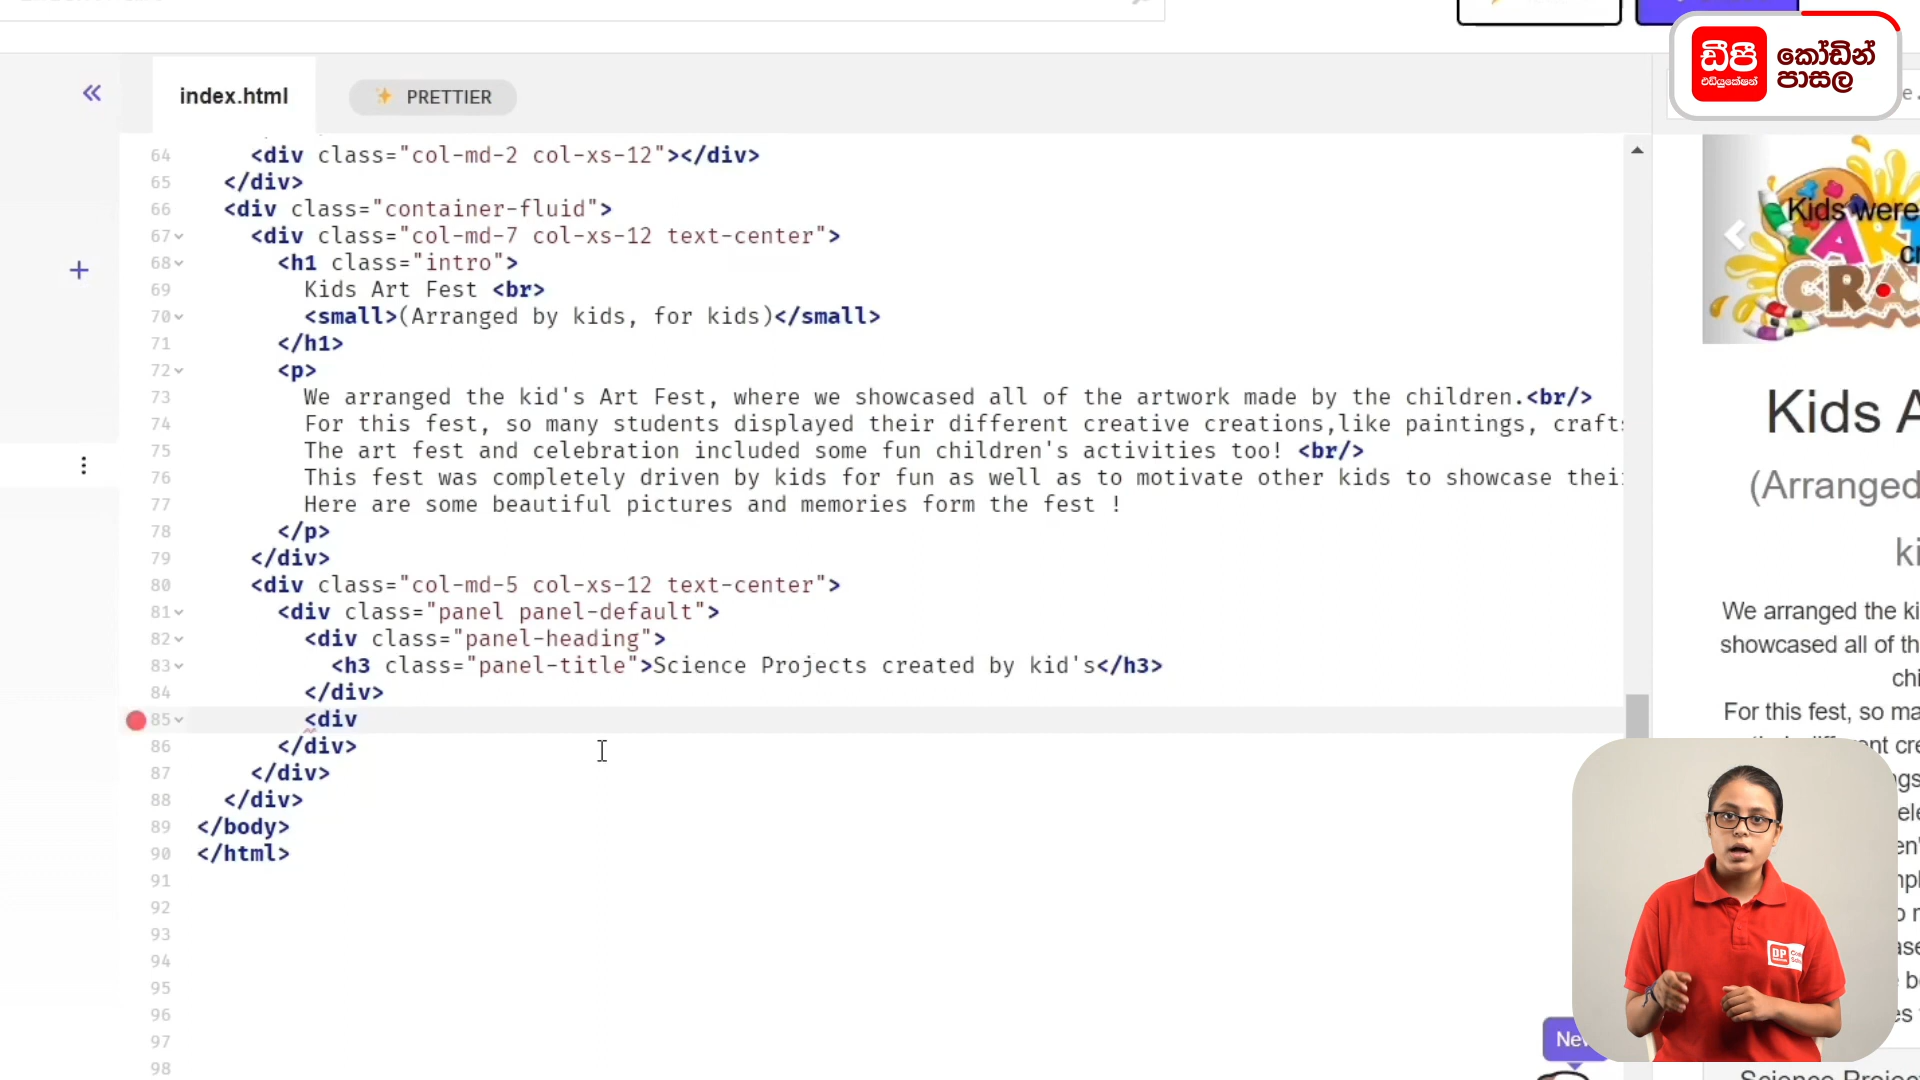 ඩීපී
එඩියුකේෂන්
කෝඩින්
පාසල
index.html
PRETTIER
64 <div class="col-md-2 col-xs-12"></div>
65 </div>
66 <div class="container-fluid">
67 <div class="col-md-7 col-xs-12 text-center">
68 <h1 class="intro">
69 Kids Art Fest <br>
70 <small>(Arranged by kids, for kids)</small>
71 </h1>
72 <p>
73 We arranged the kid's Art Fest, where we showcased all of the artwork made by the children.<br/>
74 For this fest, so many students displayed their different creative creations,like paintings, craft
75 The art fest and celebration included some fun children's activities too! <br/>
76 This fest was completely driven by kids for fun as well as to motivate other kids to showcase thei
77 Here are some beautiful pictures and memories form the fest !
78 </p>
79 </div>
80 <div class="col-md-5 col-xs-12 text-center">
81 <div class="panel panel-default">
82 <div class="panel-heading">
83 <h3 class="panel-title">Science Projects created by kid's</h3>
84 </div>
85 <div
86 </div>
87 </div>
88 </div>
89 </body>
90 </html>
91
92
93
94
95
96
97
98
Kids were
Kids A
(Arranged
ki
We arranged the ki
showcased all of th
chi
For this fest, so ma
DP